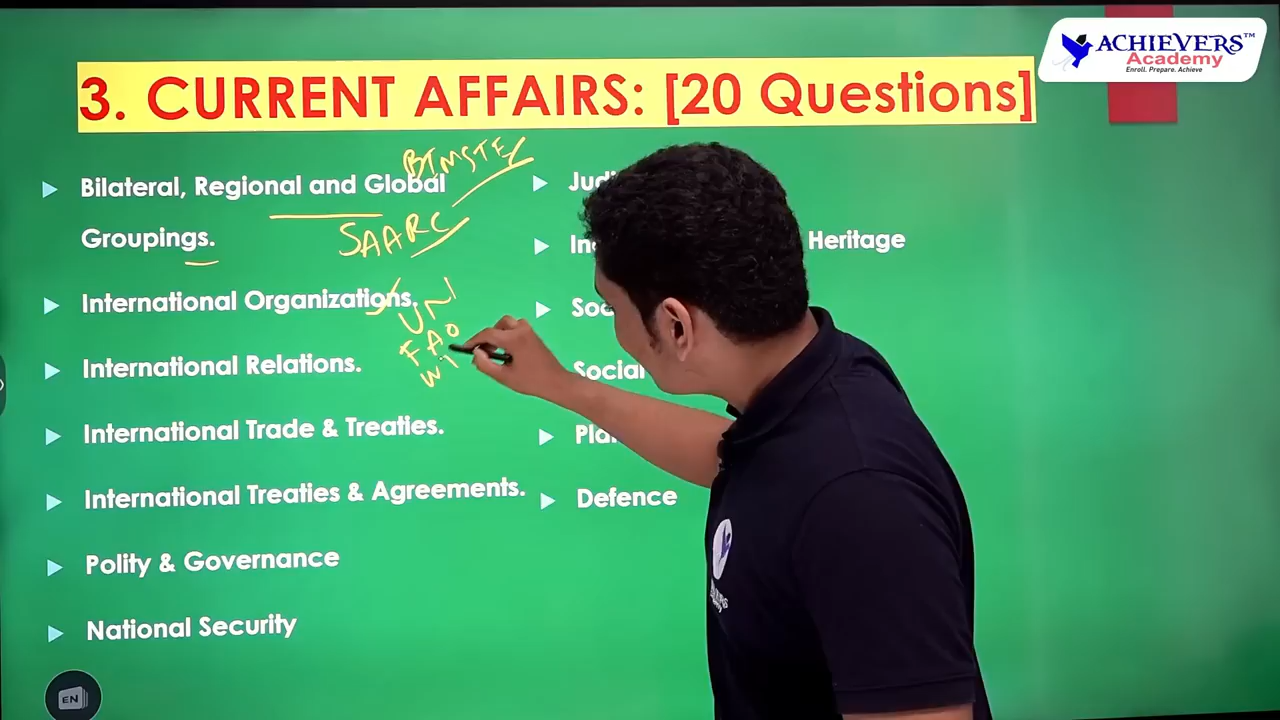 ACHIEVERS™
Academy
Enroll. Prepare. Achieve
3. CURRENT AFFAIRS: [20 Questions]
Bilateral, Regional and Global
Groupings.
BIMSTEC
SAARC
International Organizations.
UN
FAO
International Relations.
International Trade & Treaties.
International Treaties & Agreements.
Polity & Governance
National Security
Heritage
Social
Defence
EN